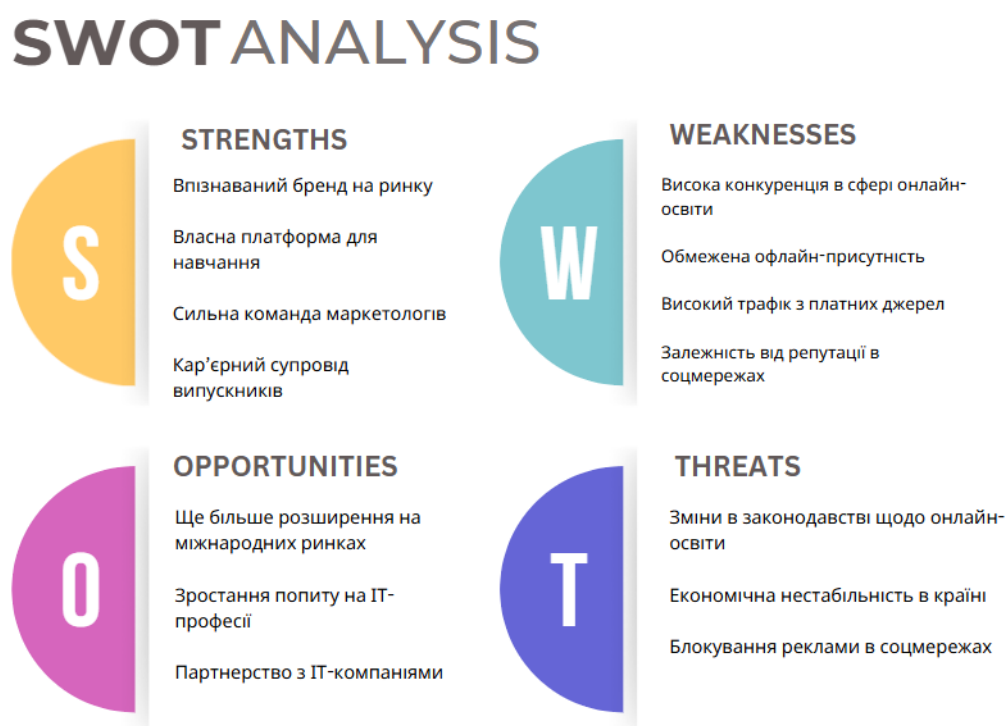 SWOT ANALYSIS
STRENGTHS
S
Впізнаваний бренд на ринку
Власна платформа для
навчання
Сильна команда маркетологів
Кар’єрний супровід
випускників
WEAKNESSES
W
Висока конкуренція в сфері онлайн-
освіти
Обмежена офлайн-присутність
Високий трафік з платних джерел
Залежність від репутації в
соцмережах
OPPORTUNITIES
O
Ще більше розширення на
міжнародних ринках
Зростання попиту на ІТ-
професії
Партнерство з ІТ-компаніями
THREATS
T
Зміни в законодавстві щодо онлайн-
освіти
Економічна нестабільність в країні
Блокування реклами в соцмережах